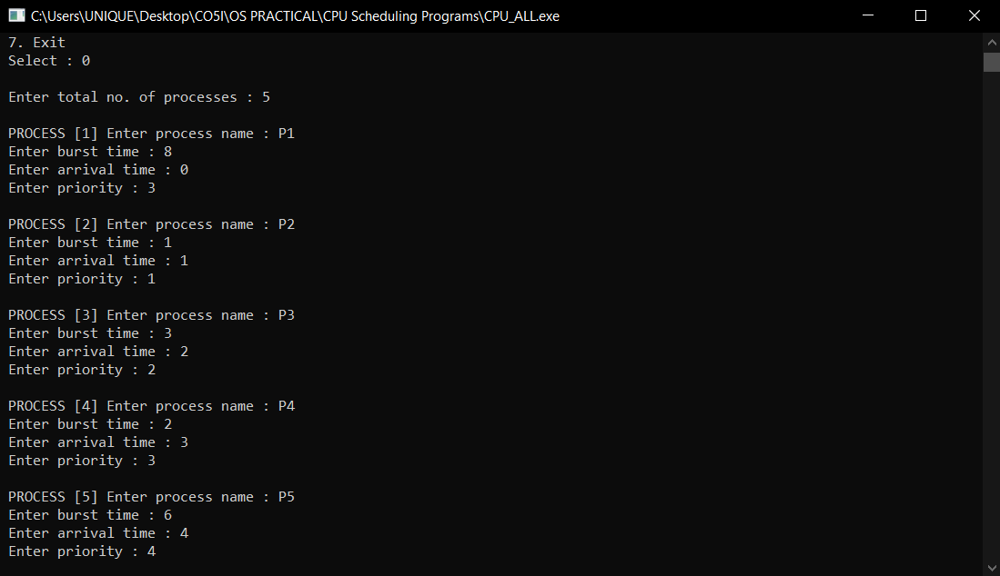 C:\Users\UNIQUE\Desktop\CO5I\OS PRACTICAL\CPU Scheduling Programs\CPU_ALL.exe
7. Exit
Select : 0
Enter total no. of processes : 5
PROCESS [1] Enter process name : P1
Enter burst time : 8
Enter arrival time : 0
Enter priority : 3
PROCESS [2] Enter process name : P2
Enter burst time : 1
Enter arrival time : 1
Enter priority : 1
PROCESS [3] Enter process name : P3
Enter burst time : 3
Enter arrival time : 2
Enter priority : 2
PROCESS [4] Enter process name : P4
Enter burst time : 2
Enter arrival time : 3
Enter priority : 3
PROCESS [5] Enter process name : P5
Enter burst time : 6
Enter arrival time : 4
Enter priority : 4